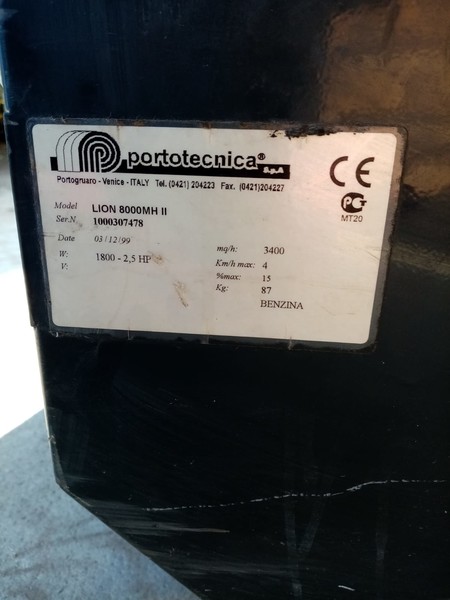 portotecnica® S.p.A
Portogruaro - Venice - ITALY Tel. (0421) 204223 Fax. (0421)204227
CE
PCT
MT20
Model LION 8000MH II
Ser.N 1000307478
Date 03/12/99
W: 1800 - 2,5 HP
V:
mq/h: 3400
Km/h max: 4
%max: 15
Kg: 87
BENZINA